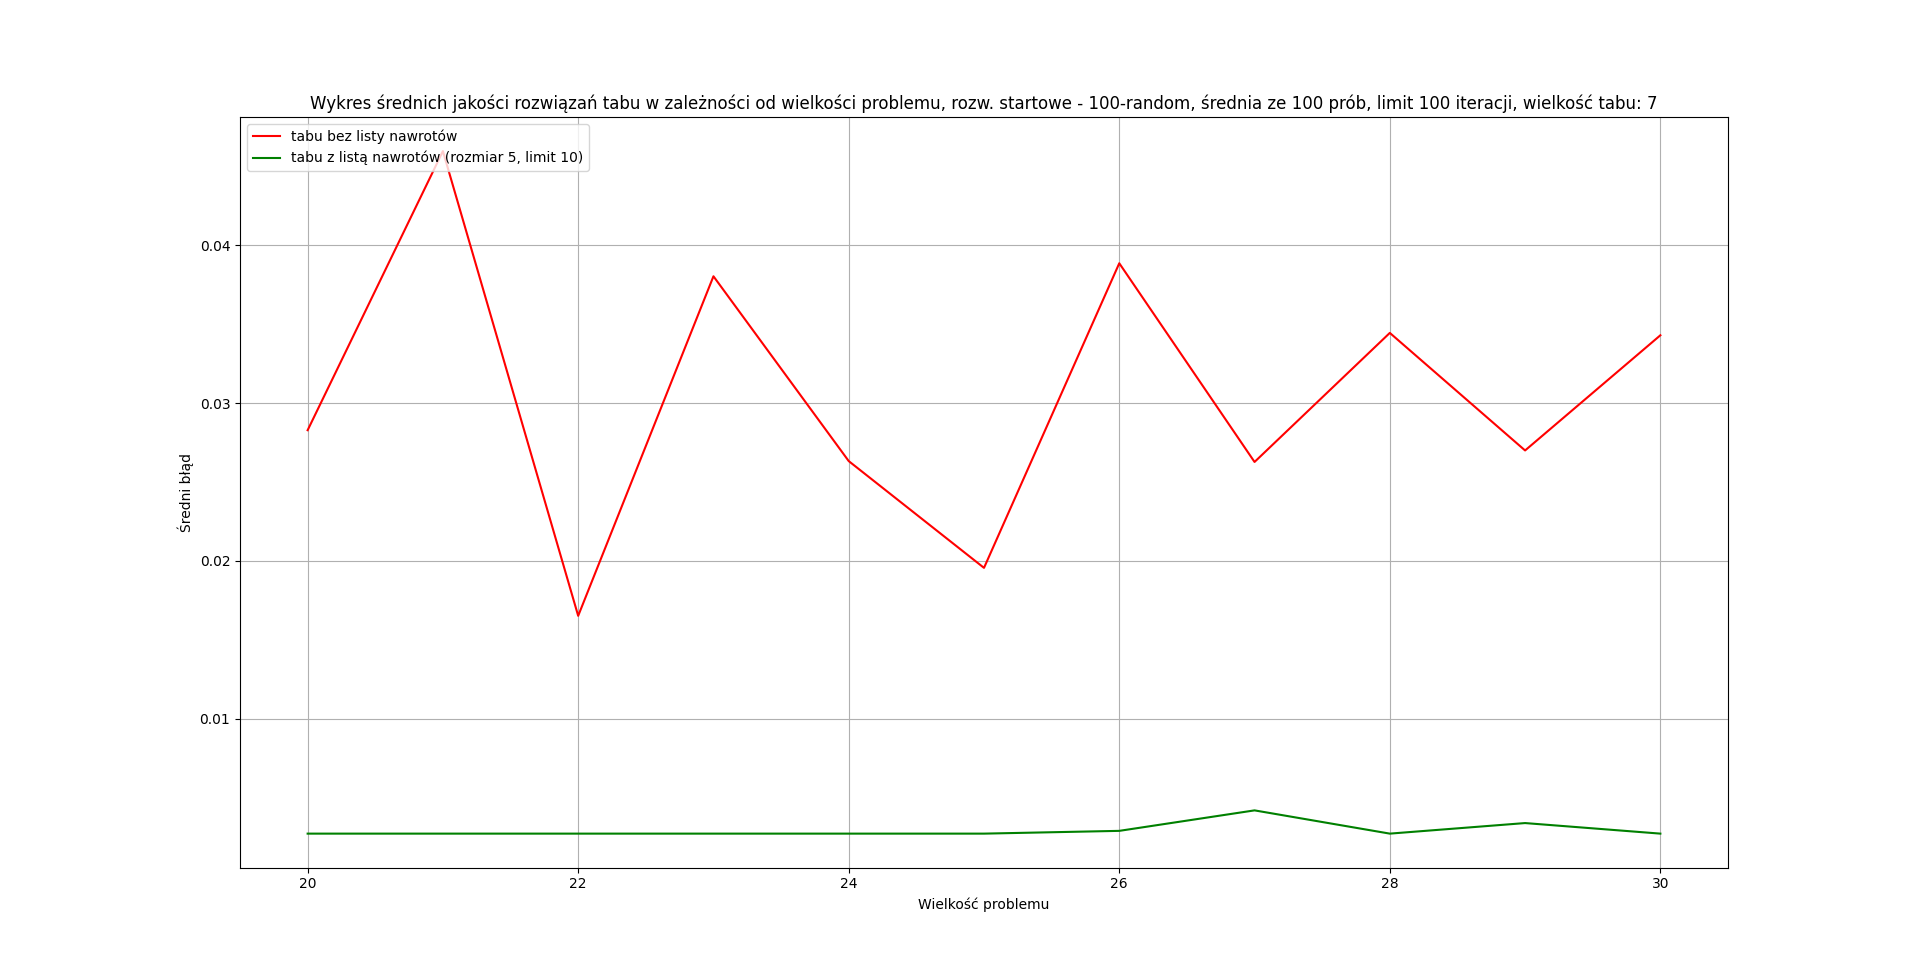 Wykres średnich jakości rozwiązań tabu w zależności od wielkości problemu, rozw. startowe - 100-random, średnia ze 100 prób, limit 100 iteracji, wielkość tabu: 7
tabu bez listy nawrotów
tabu z listą nawrotów (rozmiar 5, limit 10)
0.04
0.03
0.02
0.01
Średni błąd
20 22 24 26 28 30
Wielkość problemu